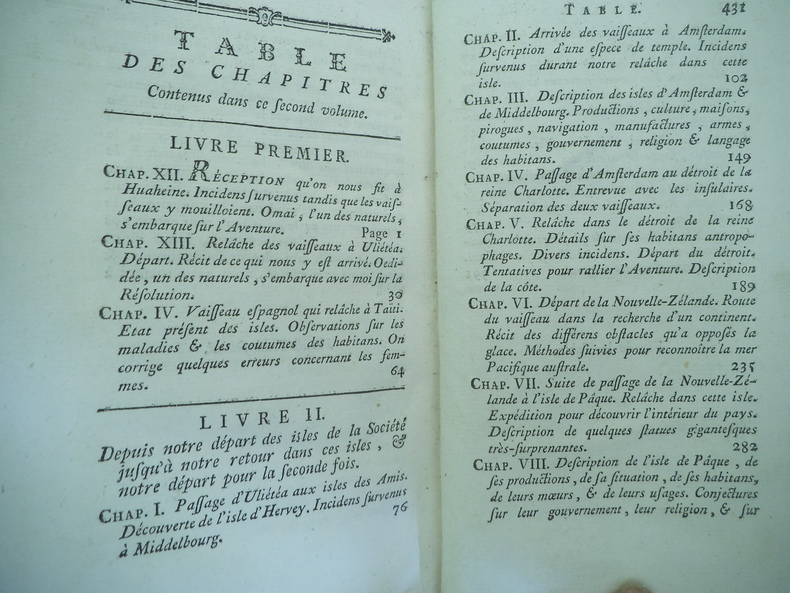 TABLE
DES CHAPITRES
Contenus dans ce ſecond volume.
LIVRE PREMIER.
CHAP. XII. RÉCEPTION qu'on nous fit à
Huaheine. Incidens ſurvenus tandis que les vaiſ-
ſeaux y mouilloient. Omai, l'un des naturels,
s'embarque ſur l'Aventure. Page 1
CHAP. XIII. Relâche des vaiſſeaux à Uliétéa.
Départ. Récit de ce qui nous y eſt arrivé. Oedi-
dée, un des naturels, s'embarque avec moi ſur la
Réſolution. 30
CHAP. IV. Vaiſſeau eſpagnol qui relâche à Taïti.
Etat préſent des isles. Obſervations ſur les
maladies & les coutumes des habitans. On
corrige quelques erreurs concernant les fem-
mes. 64
LIVRE II.
Depuis notre départ des isles de la Société
juſqu'à notre retour dans ces isles, &
notre départ pour la ſeconde fois.
CHAP. I. Paſſage d'Uliétéa aux isles des Amis.
Découverte de l'isle d'Hervey. Incidens ſurvenus
à Middelbourg. 76
TABLE. 431
CHAP. II. Arrivée des vaiſſeaux à Amſterdam.
Deſcription d'une eſpece de temple. Incidens
ſurvenus durant notre relâche dans cette
isle. 102
CHAP. III. Deſcription des isles d'Amſterdam &
de Middelbourg. Productions, culture, maiſons,
pirogues, navigation, manufactures, armes,
coutumes, gouvernement, religion & langage
des habitans. 149
CHAP. IV. Paſſage d'Amſterdam au détroit de la
reine Charlotte. Entrevue avec les inſulaires.
Séparation des deux vaiſſeaux. 168
CHAP. V. Relâche dans le détroit de la reine
Charlotte. Détails ſur ſes habitans antropo-
phages. Divers incidens. Départ du détroit.
Tentatives pour rallier l'Aventure. Deſcription
de la côte. 189
CHAP. VI. Départ de la Nouvelle-Zélande. Route
du vaiſſeau dans la recherche d'un continent.
Récit des différens obſtacles qu'a oppoſés la
glace. Méthodes ſuivies pour reconnoître la mer
Pacifique auſtrale. 235
CHAP. VII. Suite de paſſage de la Nouvelle-Zé-
lande à l'isle de Pâque. Relâche dans cette isle.
Expédition pour découvrir l'intérieur du pays.
Deſcription de quelques ſtatues gigantеſques
très-ſurprenantes. 282
CHAP. VIII. Deſcription de l'isle de Pâque, de
ſes productions, de ſa ſituation, de ſes habitans,
de leurs mœurs, & de leurs uſages. Conjectures
ſur leur gouvernement, leur religion, & ſur